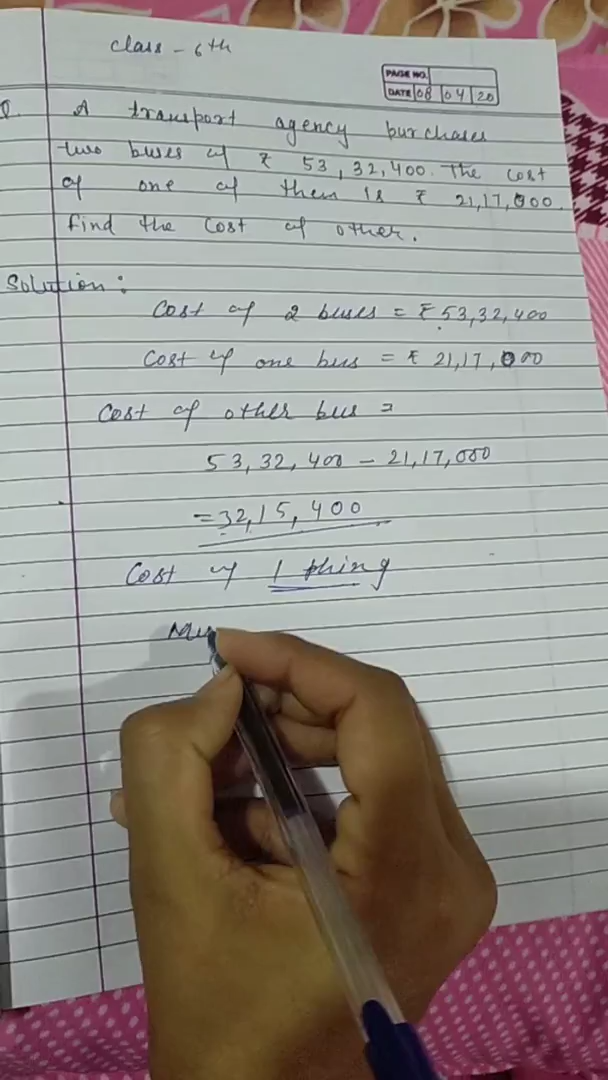 class - 6th
PAGE NO.
DATE 08 04 20
Q. A transport agency purchases
two buses of ₹ 53,32,400. The cost
of one of them is ₹ 21,17,000.
Find the cost of other.
Solution:
Cost of 2 buses = ₹ 53,32,400
Cost of one bus = ₹ 21,17,000
Cost of other bus =
53,32,400 - 21,17,000
= 32,15,400
Cost of 1 thing
Mu